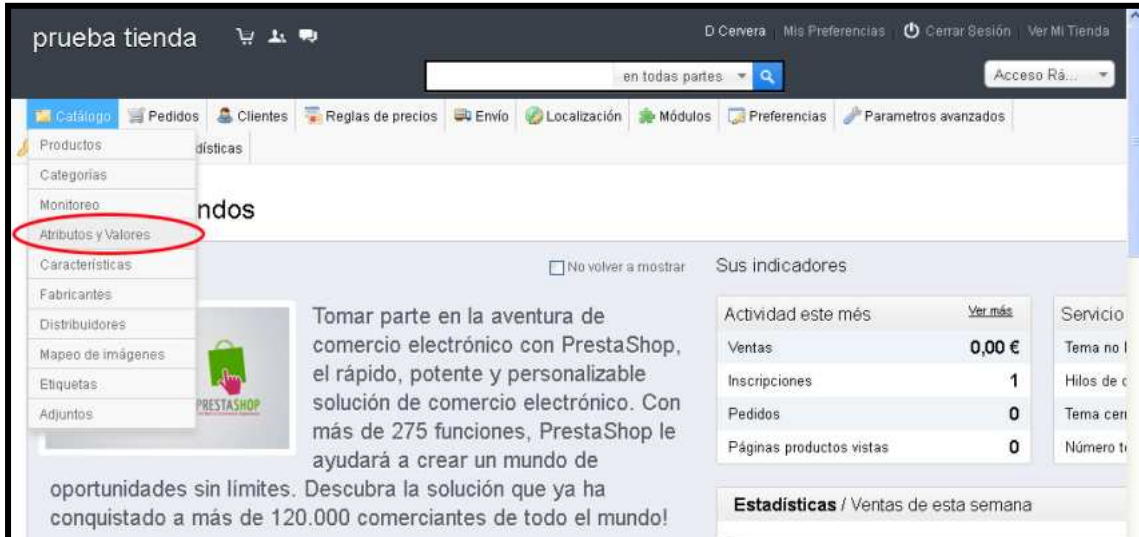 prueba tienda
D Cervera Mis Preferencias Cerrar Sesión Ver Mi Tienda
en todas partes
Acceso Rá...
Catálogo Pedidos Clientes Reglas de precios Envío Localización Módulos Preferencias Parametros avanzados
dísticas
Productos
Categorías
Monitoreo
Atributos y Valores
Características
Fabricantes
Distribuidores
Mapeo de imágenes
Etiquetas
Adjuntos
ndos
No volver a mostrar
PRESTASHOP
Tomar parte en la aventura de
comercio electrónico con PrestaShop,
el rápido, potente y personalizable
solución de comercio electrónico. Con
más de 275 funciones, PrestaShop le
ayudará a crear un mundo de
oportunidades sin límites. Descubra la solución que ya ha
conquistado a más de 120.000 comerciantes de todo el mundo!
Sus indicadores
Actividad este més Ver más
Ventas 0,00 €
Inscripciones 1
Pedidos 0
Páginas productos vistas 0
Estadísticas / Ventas de esta semana
Servicio
Tema no
Hilos de
Tema cerr
Número t